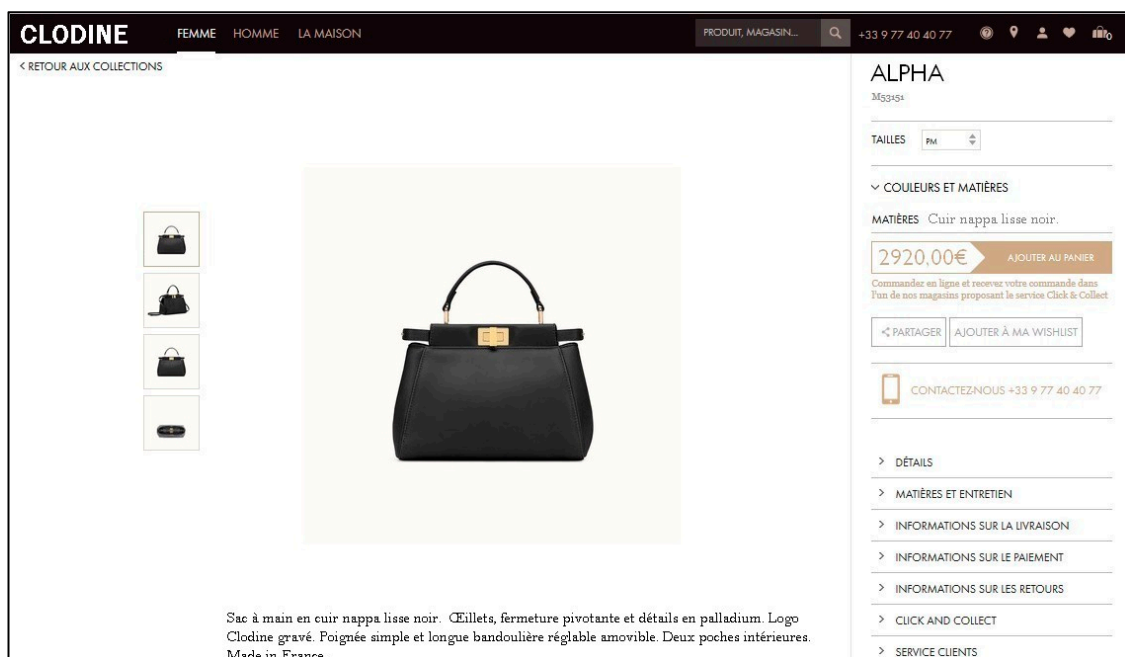 CLODINE FEMME HOMME LA MAISON PRODUIT, MAGASIN... +33 9 77 40 40 77 0
< RETOUR AUX COLLECTIONS
ALPHA
M53151
TAILLES PM
COULEURS ET MATIÈRES
MATIÈRES Cuir nappa lisse noir.
2920,00€ AJOUTER AU PANIER
Commander en ligne et recevez votre commande dans
l'un de nos magasins proposant le service Click & Collect
PARTAGER AJOUTER À MA WISHLIST
CONTACTEZ-NOUS +33 9 77 40 40 77
> DÉTAILS
> MATIÈRES ET ENTRETIEN
> INFORMATIONS SUR LA LIVRAISON
> INFORMATIONS SUR LE PAIEMENT
> INFORMATIONS SUR LES RETOURS
> CLICK AND COLLECT
> SERVICE CLIENTS
Sac à main en cuir nappa lisse noir. Œillets, fermeture pivotante et détails en palladium. Logo
Clodine gravé. Poignée simple et longue bandoulière réglable amovible. Deux poches intérieures.
Made in France